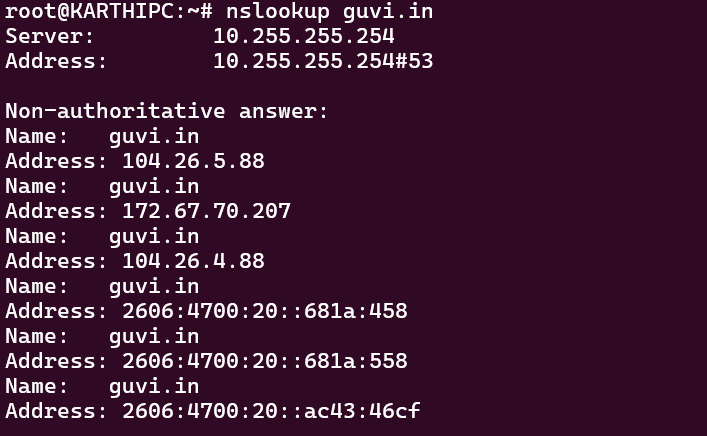 root@KARTHIPC:~# nslookup guvi.in
Server:         10.255.255.254
Address:        10.255.255.254#53

Non-authoritative answer:
Name:   guvi.in
Address: 104.26.5.88
Name:   guvi.in
Address: 172.67.70.207
Name:   guvi.in
Address: 104.26.4.88
Name:   guvi.in
Address: 2606:4700:20::681a:458
Name:   guvi.in
Address: 2606:4700:20::681a:558
Name:   guvi.in
Address: 2606:4700:20::ac43:46cf